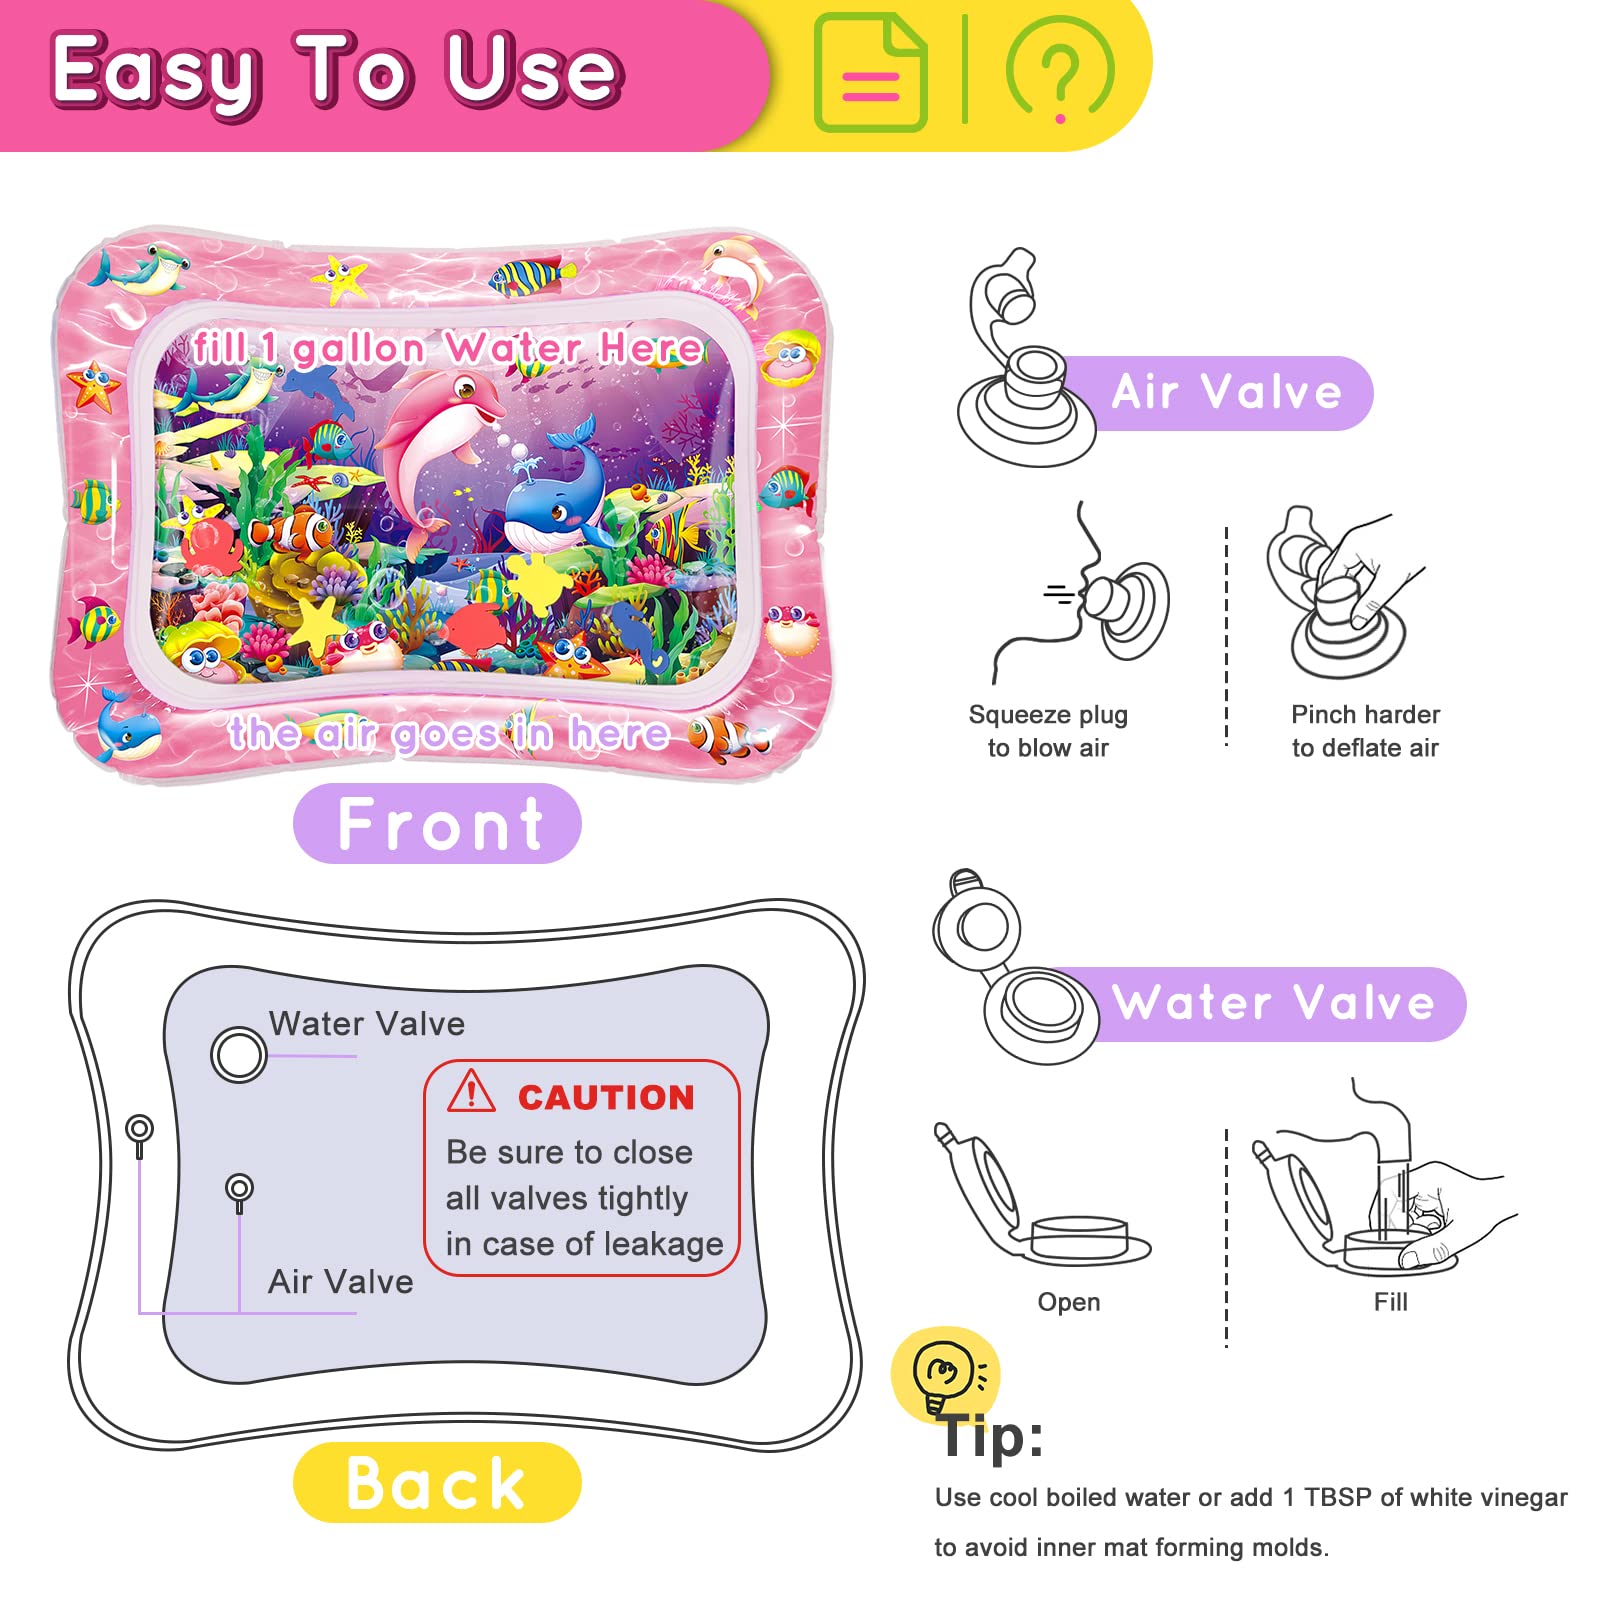 Easy To Use
fill 1 gallon Water Here
the air goes in here
Front
Air Valve
Squeeze plug
to blow air
Pinch harder
to deflate air
Water Valve
CAUTION
Be sure to close
all valves tightly
in case of leakage
Air Valve
Back
Water Valve
Open
Fill
Tip:
Use cool boiled water or add 1 TBSP of white vinegar
to avoid inner mat forming molds.